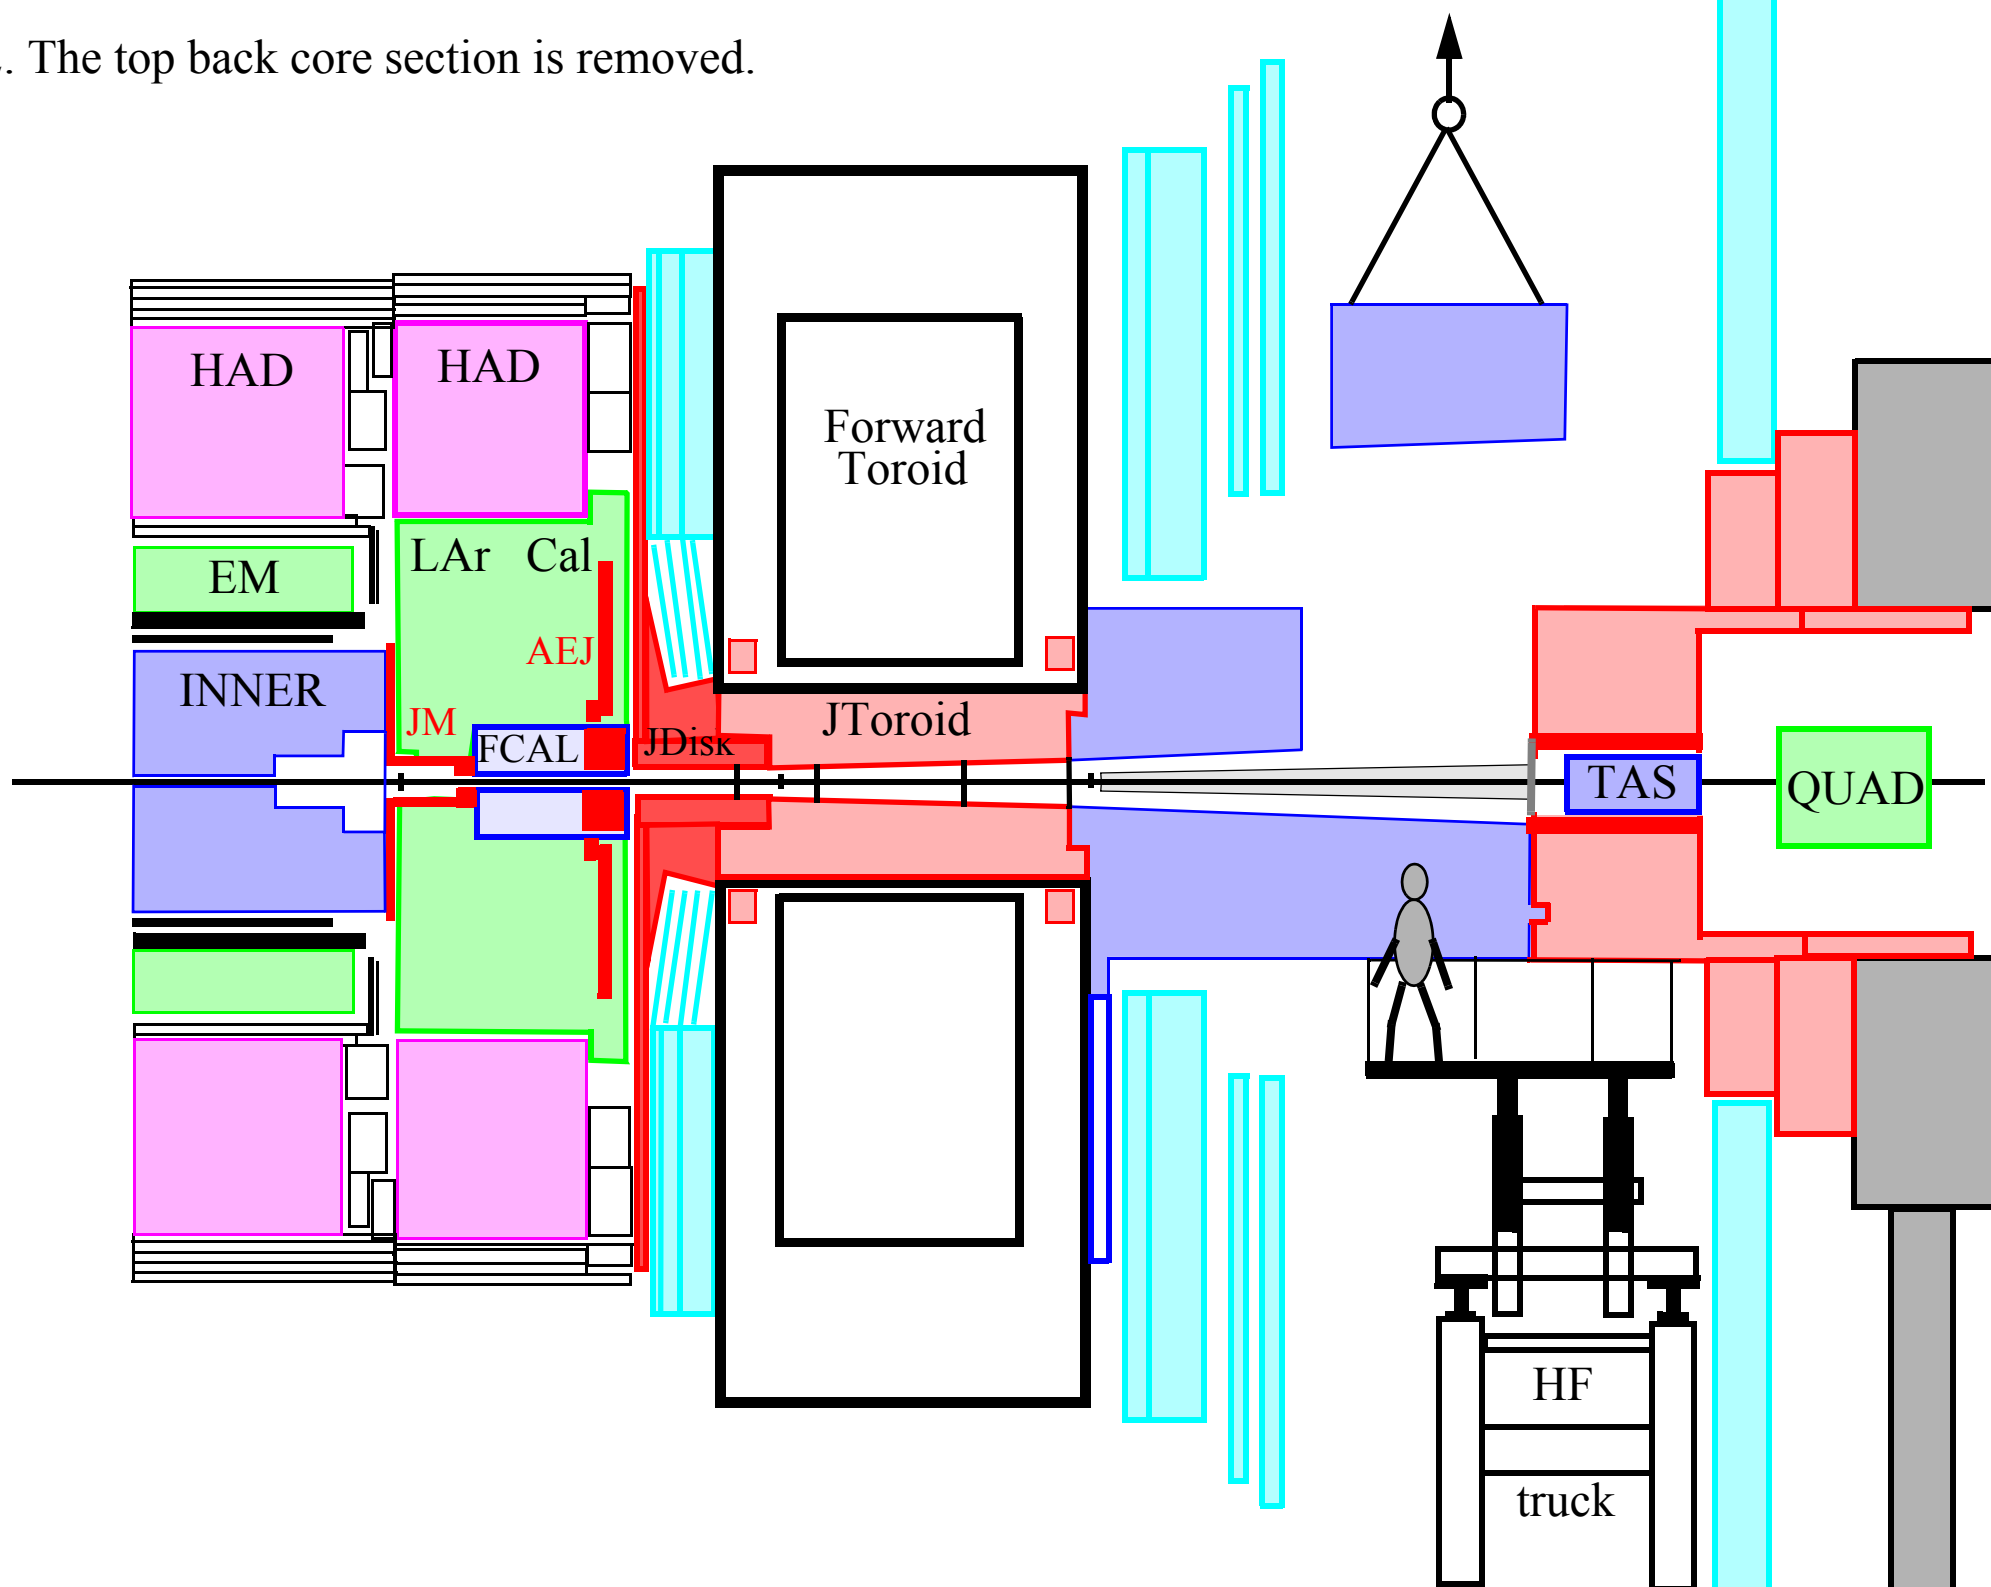 . The top back core section is removed.
HAD
HAD
Forward
Toroid
LAr Cal
EM
AEJ
INNER
JM
JToroid
FCAL
JDisk
TAS
QUAD
HF
truck